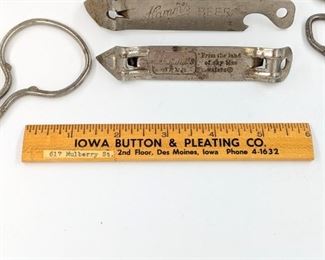 Hamm's BEER
From the land
of sky blue
waters®
1 2 3 4 5 6
IOWA BUTTON & PLEATING CO.
617 Mulberry St. 2nd Floor, Des Moines, Iowa Phone 4-1632